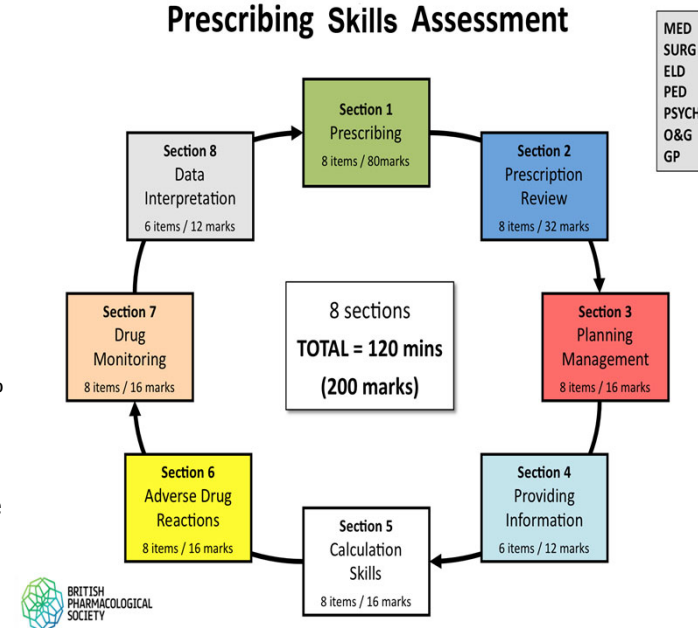 Prescribing Skills Assessment
MED
SURG
ELD
PED
PSYCH
O&G
GP
Section 1
Prescribing
8 items / 80marks
Section 2
Prescription
Review
8 items / 32 marks
Section 3
Planning
Management
8 items / 16 marks
Section 4
Providing
Information
6 items / 12 marks
Section 5
Calculation
Skills
8 items / 16 marks
Section 6
Adverse Drug
Reactions
8 items / 16 marks
Section 7
Drug
Monitoring
8 items / 16 marks
Section 8
Data
Interpretation
6 items / 12 marks
8 sections
TOTAL = 120 mins
(200 marks)
BRITISH
PHARMACOLOGICAL
SOCIETY